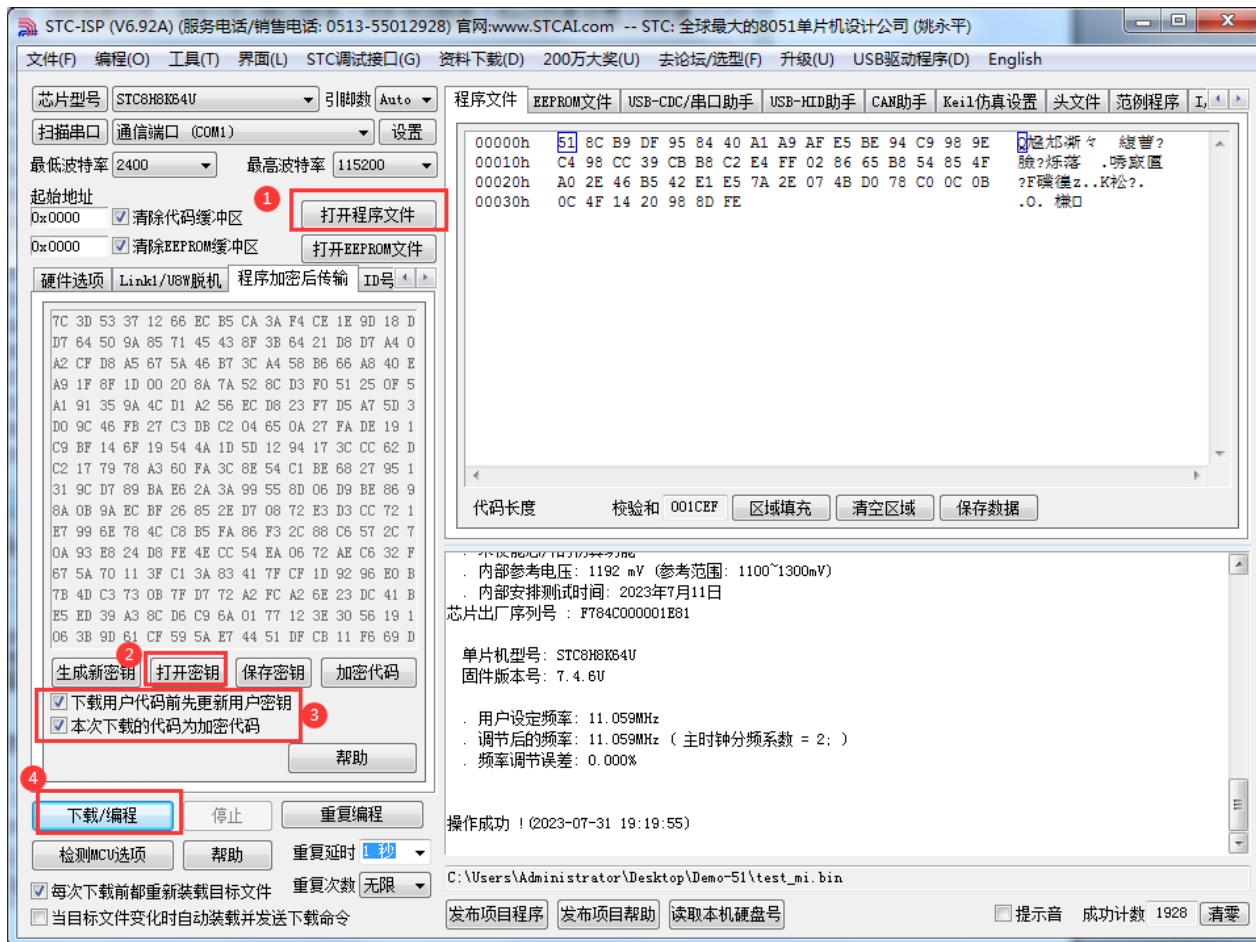 STC-ISP (V6.92A) (服务电话/销售电话: 0513-55012928) 官网:www.STCAI.com -- STC: 全球最大的8051单片机设计公司 (姚永平)
文件(F) 编程(O) 工具(T) 界面(L) STC调试接口(G) 资料下载(D) 200万大奖(U) 去论坛/选型(F) 升级(U) USB驱动程序(D) English
芯片型号 STC8H8K64U 引脚数 Auto
扫描串口 通信端口 (COM1) 设置
最低波特率 2400 最高波特率 115200
起始地址
1
0x0000 清除代码缓冲区 打开程序文件
0x0000 清除EEPROM缓冲区 打开EEPROM文件
硬件选项 Link1/U8W脱机 程序加密后传输 ID号
7C 3D 53 37 12 66 EC B5 CA 3A F4 CE 1E 9D 18 D
D7 64 50 9A 85 71 45 43 8F 3B 64 21 D8 D7 A4 0
A2 CF D8 A5 67 5A 46 B7 3C A4 58 B6 66 A8 40 E
A9 1F 8F 1D 00 20 8A 7A 52 8C D3 F0 51 25 0F 5
A1 91 35 9A 4C D1 A2 56 EC D8 23 F7 D5 A7 5D 3
D0 9C 46 FB 27 C3 DB C2 04 65 0A 27 FA DE 19 1
C9 BF 14 6F 19 54 4A 1D 5D 12 94 17 3C CC 62 D
C2 17 79 78 A3 60 FA 3C 8E 54 C1 BE 68 27 95 1
31 9C D7 89 BA E6 2A 3A 99 55 8D 06 D9 BE 86 9
8A 0B 9A EC BF 26 85 2E D7 08 72 E3 D3 CC 72 1
E7 99 6E 78 4C C8 B5 FA 86 F3 2C 88 C6 57 2C 7
0A 93 E8 24 D8 FE 4E CC 54 EA 06 72 AE C6 32 F
67 5A 70 11 3F C1 3A 83 41 7F CF 1D 92 96 E0 B
7B 4D C3 73 0B 7F D7 72 A2 FC A2 6E 23 DC 41 B
E5 ED 39 A3 8C D6 C9 6A 01 77 12 3E 30 56 19 1
06 3B 9D 61 CF 59 5A E7 44 51 DF CB 11 F6 69 D
2
生成新密钥 打开密钥 保存密钥 加密代码
下载用户代码前先更新用户密钥
3
本次下载的代码为加密代码
帮助
4
下载/编程 停止 重复编程
检测MCU选项 帮助 重复延时 1 秒
每次下载前都重新装载目标文件 重复次数 无限
当目标文件变化时自动装载并发送下载命令
程序文件 EEPROM文件 USB-CDC/串口助手 USB-HID助手 CAN助手 Keil仿真设置 头文件 范例程序 I,
00000h 51 8C B9 DF 95 84 40 A1 A9 AF E5 BE 94 C9 98 9E
00010h C4 98 CC 39 CB B8 C2 E4 FF 02 86 65 B8 54 85 4F
00020h A0 2E 46 B5 42 E1 E5 7A 2E 07 4B D0 78 C0 0C 0B
00030h 0C 4F 14 20 98 8D FE
代码长度 校验和 001CEF 区域填充 清空区域 保存数据
. 内部参考电压: 1192 mV (参考范围: 1100~1300mV)
. 内部安排测试时间: 2023年7月11日
芯片出厂序列号 : F784C000001E81
单片机型号: STC8H8K64U
固件版本号: 7.4.6U
. 用户设定频率: 11.059MHz
. 调节后的频率: 11.059MHz ( 主时钟分频系数 = 2; )
. 频率调节误差: 0.000%
操作成功 !(2023-07-31 19:19:55)
C:\Users\Administrator\Desktop\Demo-51\test_mi.bin
发布项目程序 发布项目帮助 读取本机硬盘号 提示音 成功计数 1928 清零